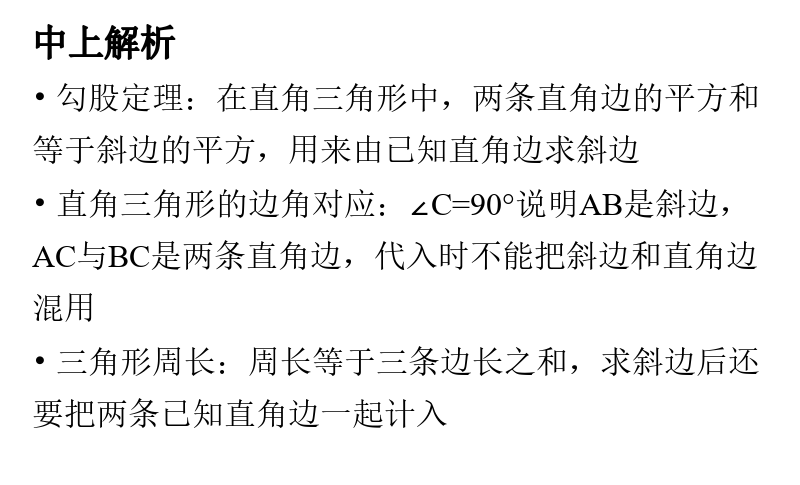 中上解析
• 勾股定理：在直角三角形中，两条直角边的平方和
等于斜边的平方，用来由已知直角边求斜边
• 直角三角形的边角对应：∠C=90°说明AB是斜边，
AC与BC是两条直角边，代入时不能把斜边和直角边
混用
• 三角形周长：周长等于三条边长之和，求斜边后还
要把两条已知直角边一起计入